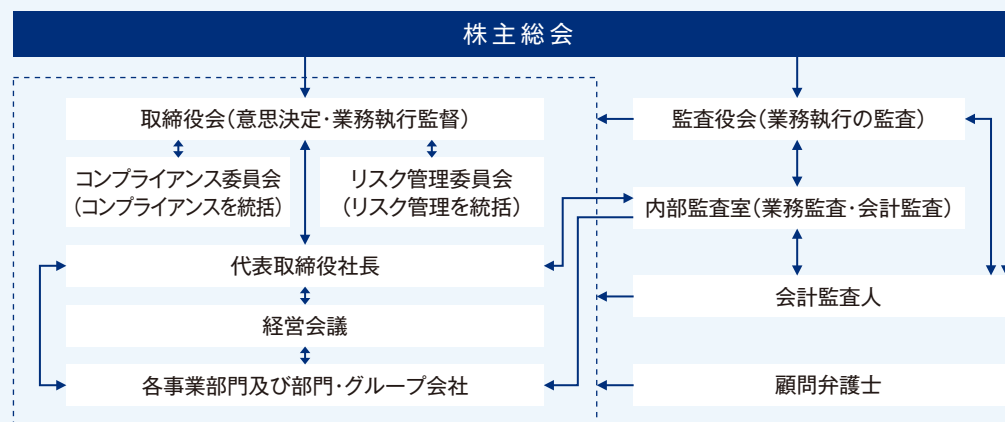 株主総会
取締役会(意思決定・業務執行監督)
コンプライアンス委員会
(コンプライアンスを統括)
リスク管理委員会
(リスク管理を統括)
代表取締役社長
経営会議
各事業部門及び部門・グループ会社
監査役会(業務執行の監査)
内部監査室(業務監査・会計監査)
会計監査人
顧問弁護士